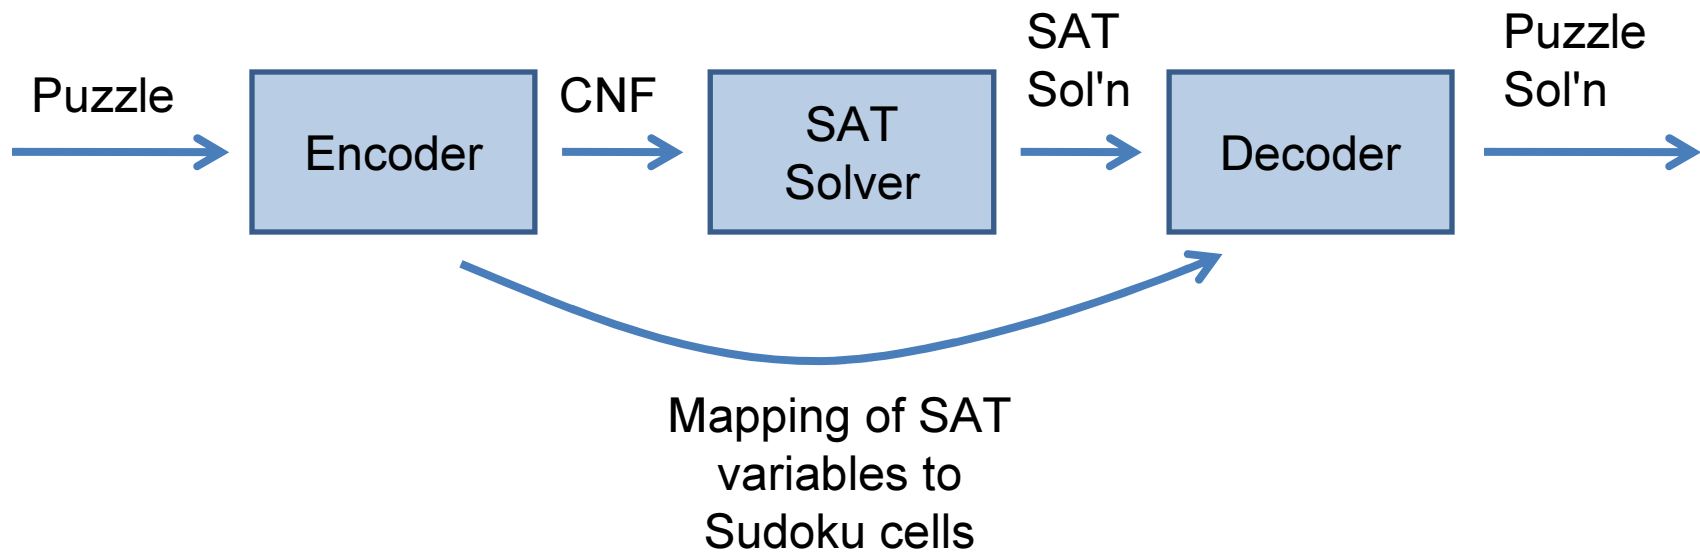 Puzzle
Encoder
CNF
SAT
Solver
SAT
Sol'n
Decoder
Puzzle
Sol'n
Mapping of SAT
variables to
Sudoku cells